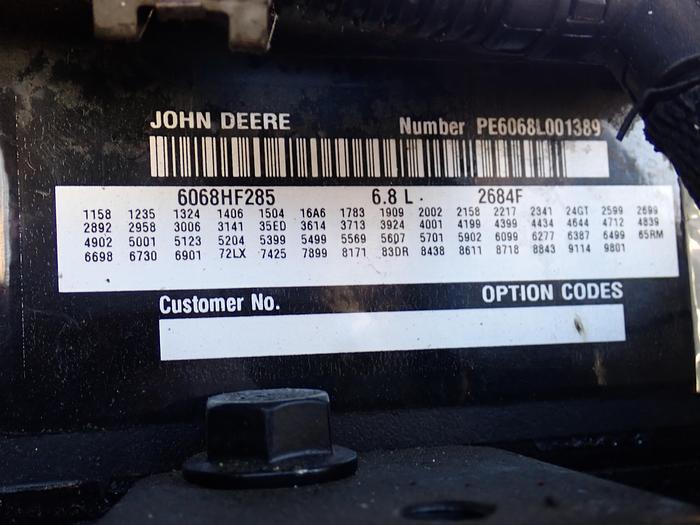 JOHN DEERE Number PE6068L001389
6068HF285 6.8 L. 2684F
1158 1235 1324 1406 1504 16A6 1783 1909 2002 2158 2217 2341 24GT 2599 2699
2892 2958 3006 3141 35ED 3614 3713 3924 4001 4199 4399 4434 4644 4712 4839
4902 5001 5123 5204 5399 5499 5569 5607 5701 5902 6099 6277 6387 6499 65RM
6698 6730 6901 72LX 7425 7899 8171 83DR 8438 8611 8718 8843 9114 9801
Customer No. OPTION CODES